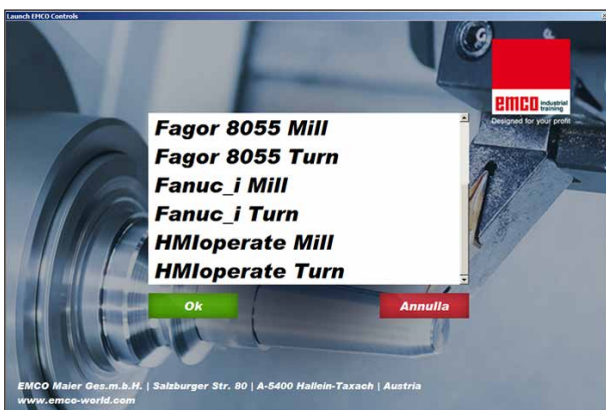 Launch EMCO Controls
emco industrial
training
Designed for your profit
Fagor 8055 Mill
Fagor 8055 Turn
Fanuc_i Mill
Fanuc_i Turn
HMIoperate Mill
HMIoperate Turn
Ok
Annulla
EMCO Maier Ges.m.b.H. | Salzburger Str. 80 | A-5400 Hallein-Taxach | Austria
www.emco-world.com